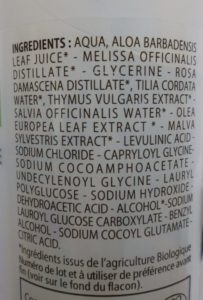 INGREDIENTS : AQUA, ALOA BARBADENSIS
LEAF JUICE* - MELISSA OFFICINALIS
DISTILLATE* - GLYCERINE - ROSA
DAMASCENA DISTILLATE*, TILIA CORDATA
WATER*, THYMUS VULGARIS EXTRACT* -
SALVIA OFFICINALIS WATER* - OLEA
EUROPEA LEAF EXTRACT * - MALVA
SYLVESTRIS EXTRACT* - LEVULINIC ACID -
SODIUM CHLORIDE - CAPRYLOYL GLYCINE-
SODIUM COCOAMPHOACETATE -
UNDECYLENOYL GLYCINE - LAURYL
POLYGLUCOSE - SODIUM HYDROXIDE -
DEHYDROACETIC ACID - ALCOHOL*-SODIUM
LAUROYL GLUCOSE CARBOXYLATE - BENZYL
ALCOHOL - SODIUM COCOYL GLUTAMATE -
CITRIC ACID.
*Ingrédients issus de l'agriculture Biologique
Numéro de lot et à utiliser de préférence avant
fin (voir sur le fond du flacon).